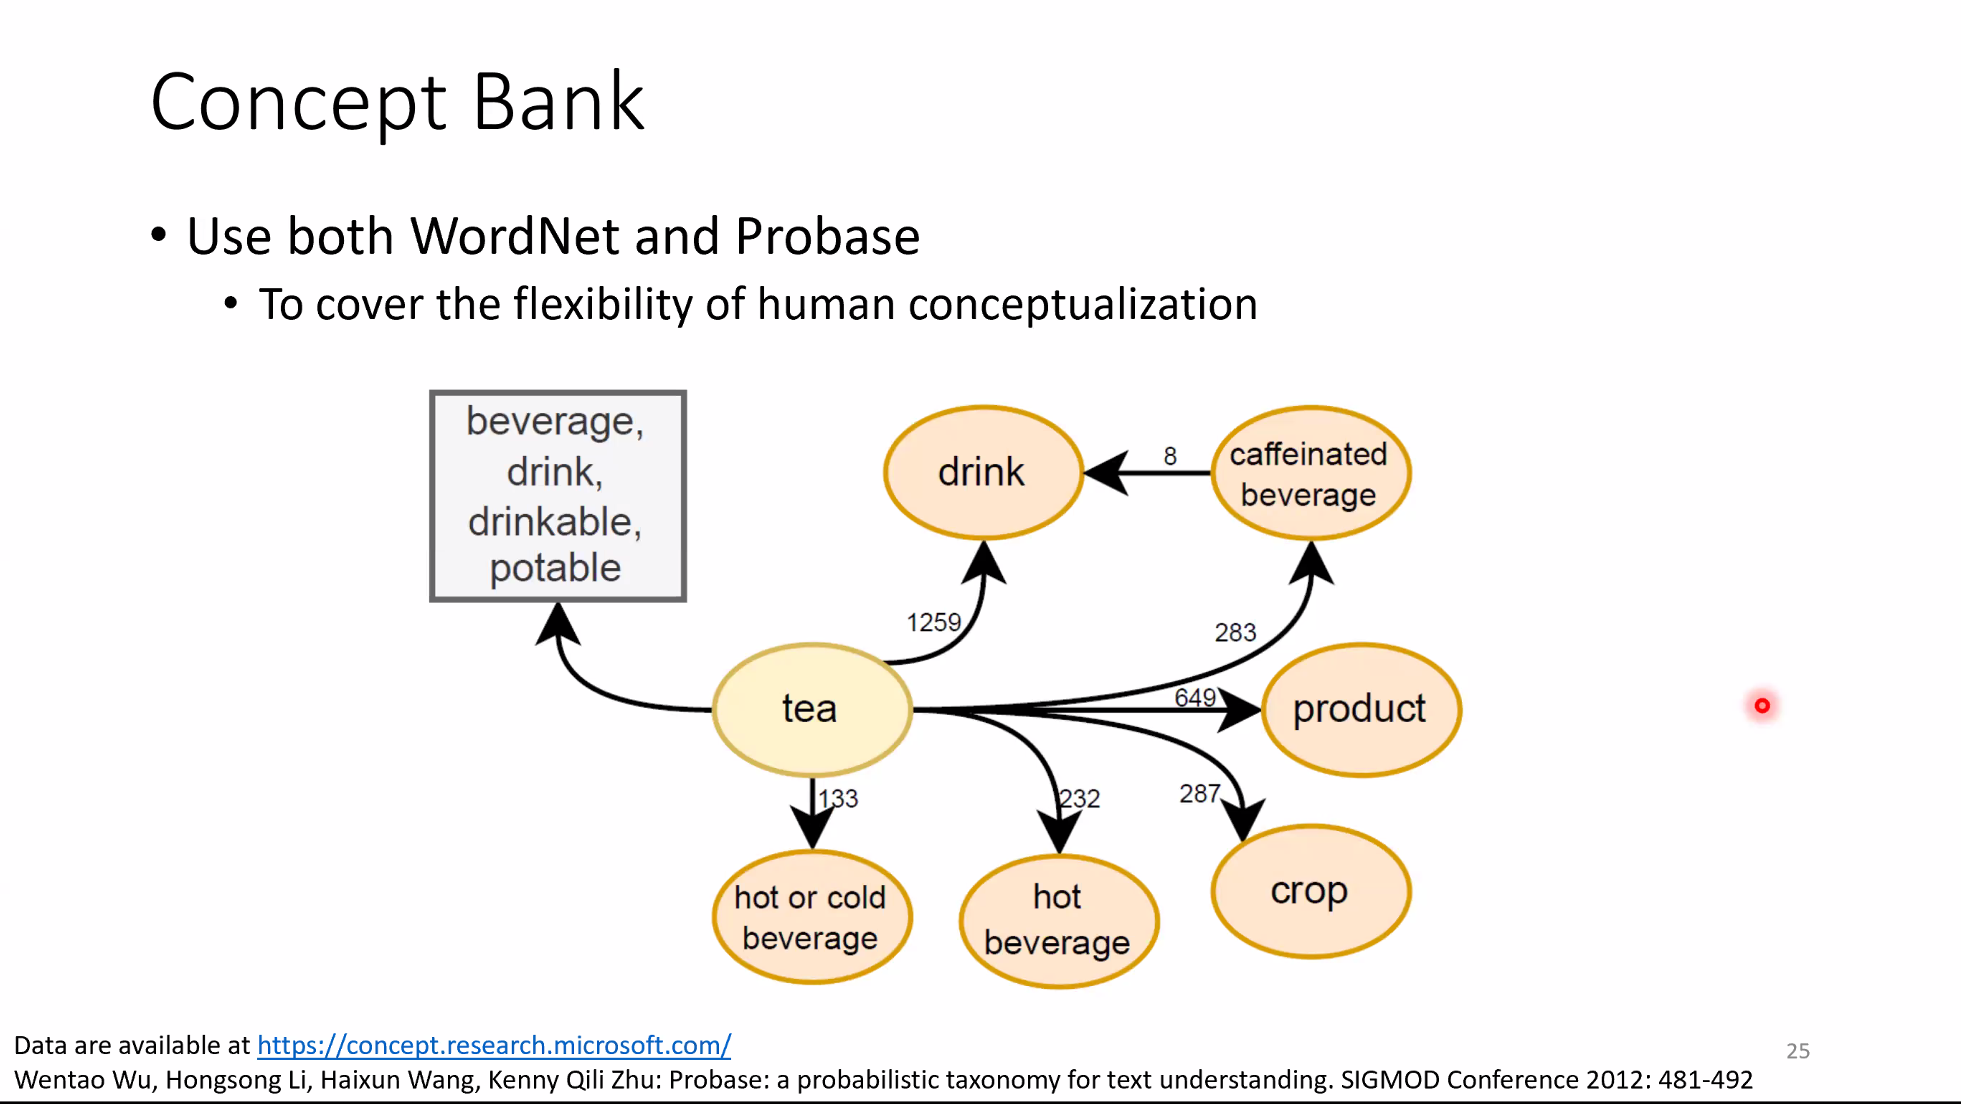 Concept Bank
• Use both WordNet and Probase
• To cover the flexibility of human conceptualization
beverage,
drink,
drinkable,
potable
drink
8
caffeinated
beverage
1259
283
tea
649
product
133
232
287
hot or cold
beverage
hot
beverage
crop
Data are available at https://concept.research.microsoft.com/
25
Wentao Wu, Hongsong Li, Haixun Wang, Kenny Qili Zhu: Probase: a probabilistic taxonomy for text understanding. SIGMOD Conference 2012: 481-492